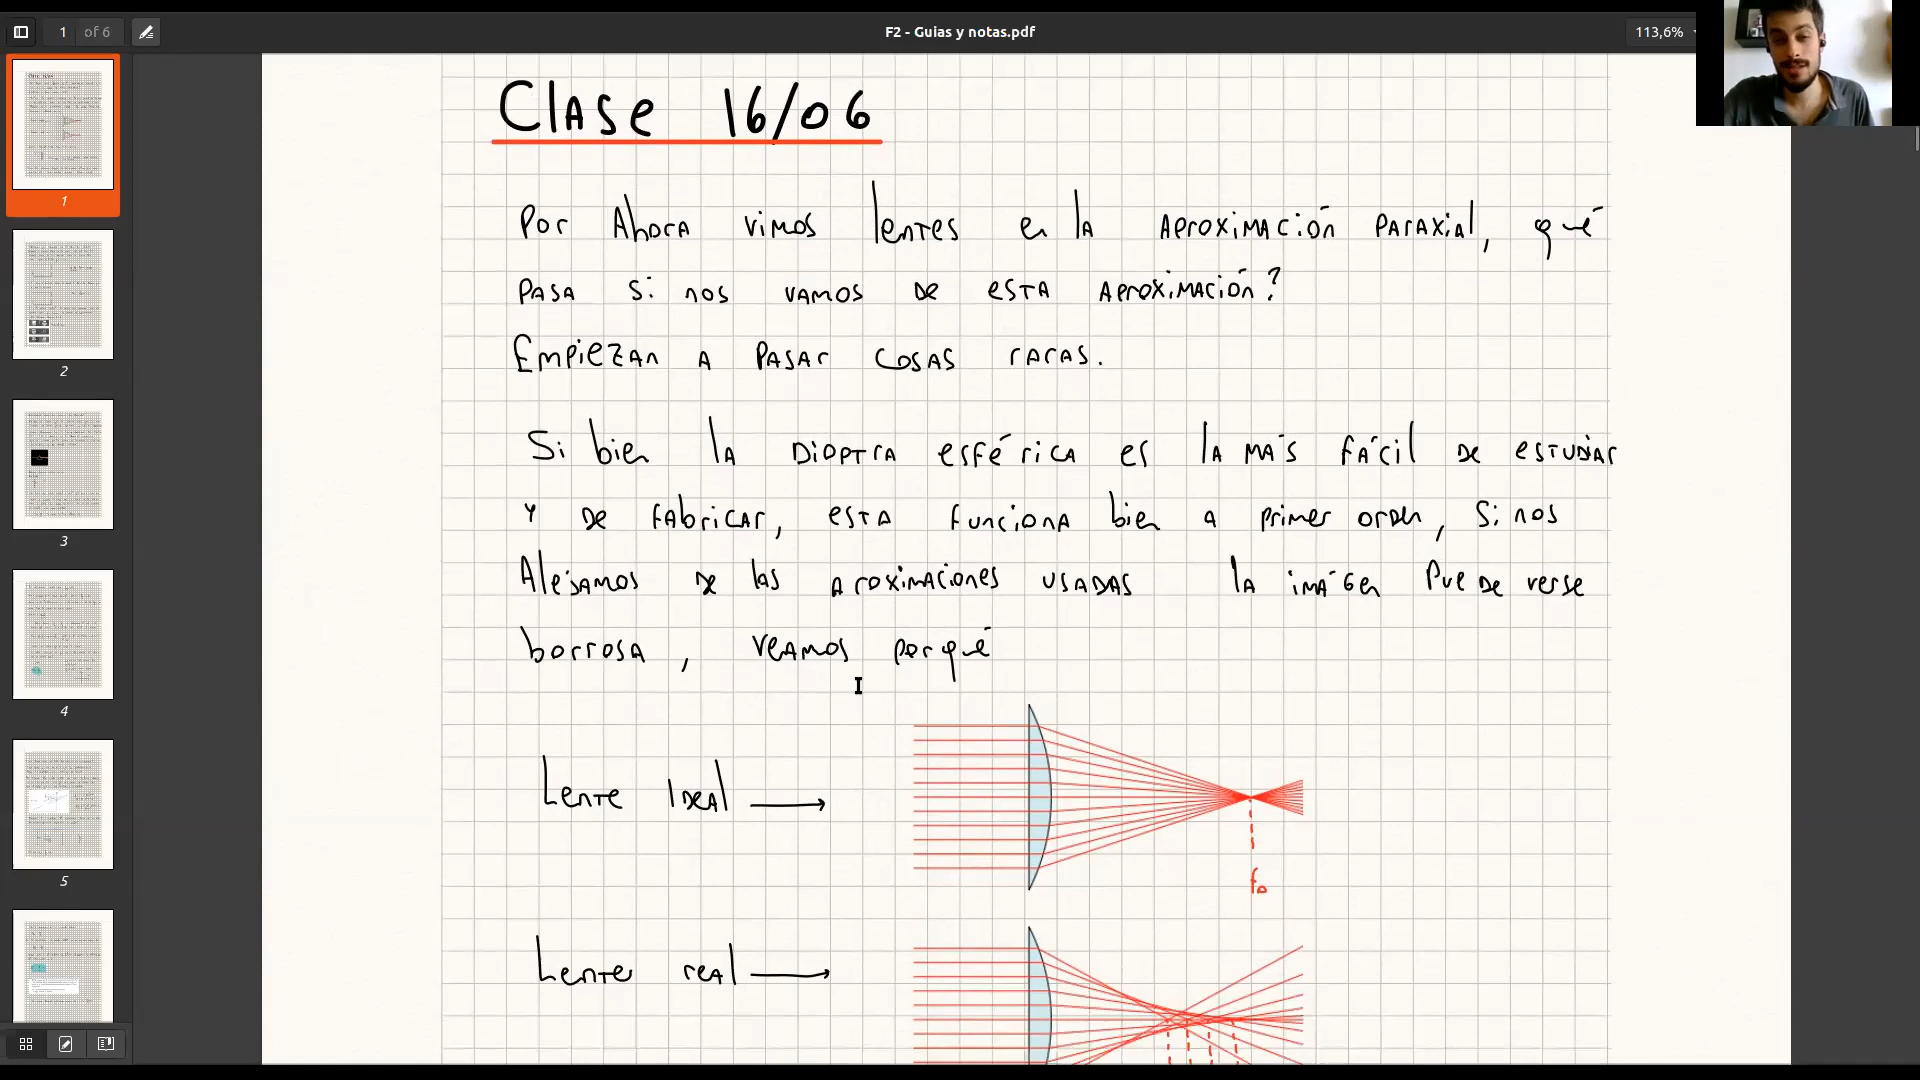 1 of 6
F2 - Guias y notas.pdf
113,6%
1
2
3
4
5
Clase 16/06
Por Ahora vimos lentes en la aproximación paraxial, qué
pasa si nos vamos de esta aproximación?
Empiezan a pasar cosas raras.
Si bien la dioptra esférica es la más fácil de estudiar
y de fabricar, esta funciona bien a primer orden, si nos
Alejamos de las aroximaciones usadas la imágen puede verse
borrosa, veamos porqué
Lente Ideal
f₀
Lente real